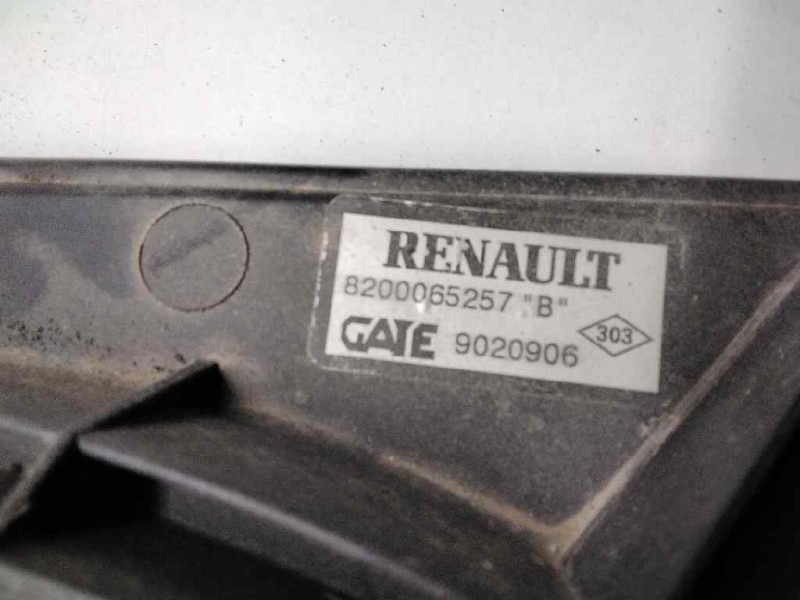 RENAULT
8200065257 "B"
GATE 9020906
303